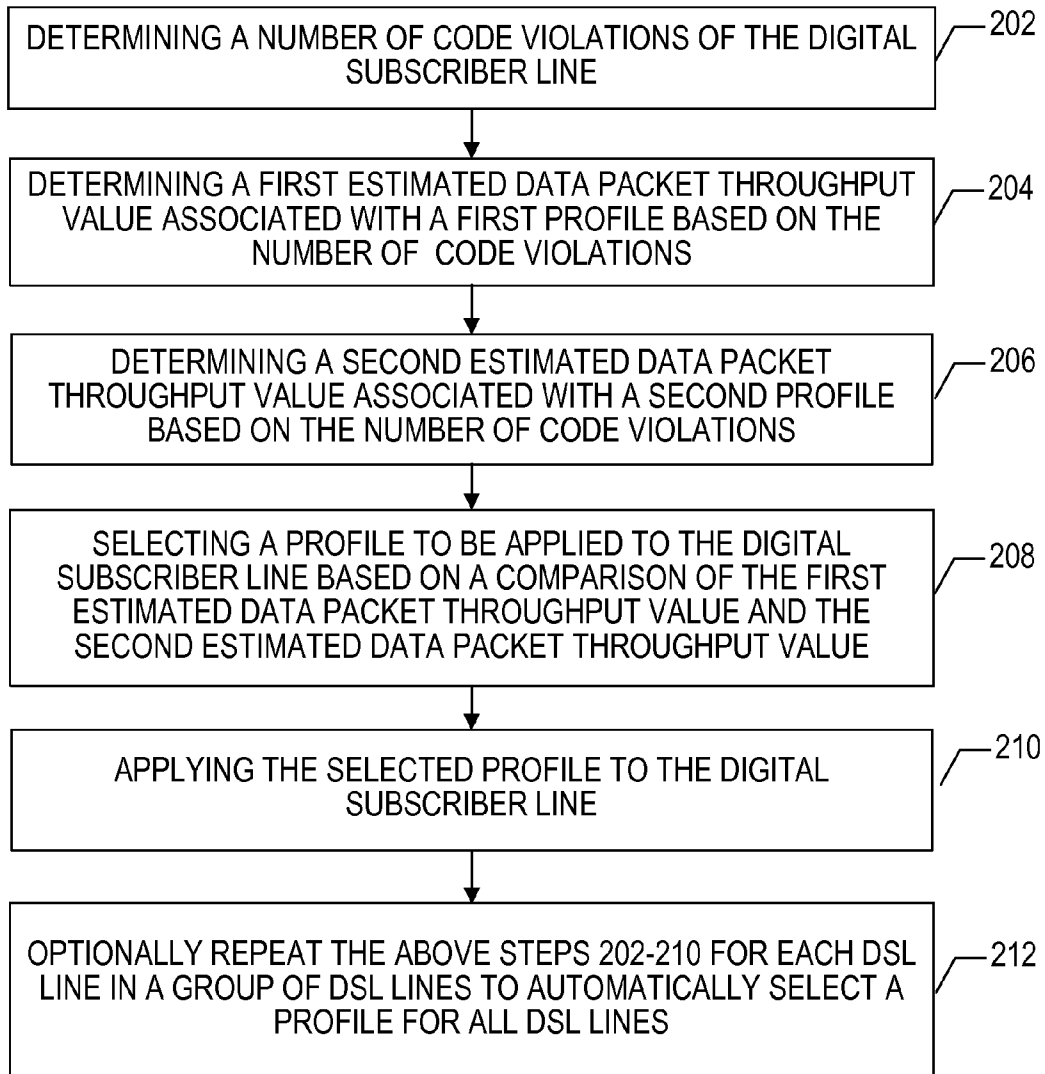 DETERMINING A NUMBER OF CODE VIOLATIONS OF THE DIGITAL
SUBSCRIBER LINE
202
DETERMINING A FIRST ESTIMATED DATA PACKET THROUGHPUT
VALUE ASSOCIATED WITH A FIRST PROFILE BASED ON THE
NUMBER OF CODE VIOLATIONS
204
DETERMINING A SECOND ESTIMATED DATA PACKET
THROUGHPUT VALUE ASSOCIATED WITH A SECOND PROFILE
BASED ON THE NUMBER OF CODE VIOLATIONS
206
SELECTING A PROFILE TO BE APPLIED TO THE DIGITAL
SUBSCRIBER LINE BASED ON A COMPARISON OF THE FIRST
ESTIMATED DATA PACKET THROUGHPUT VALUE AND THE
SECOND ESTIMATED DATA PACKET THROUGHPUT VALUE
208
APPLYING THE SELECTED PROFILE TO THE DIGITAL
SUBSCRIBER LINE
210
OPTIONALLY REPEAT THE ABOVE STEPS 202-210 FOR EACH DSL
LINE IN A GROUP OF DSL LINES TO AUTOMATICALLY SELECT A
PROFILE FOR ALL DSL LINES
212